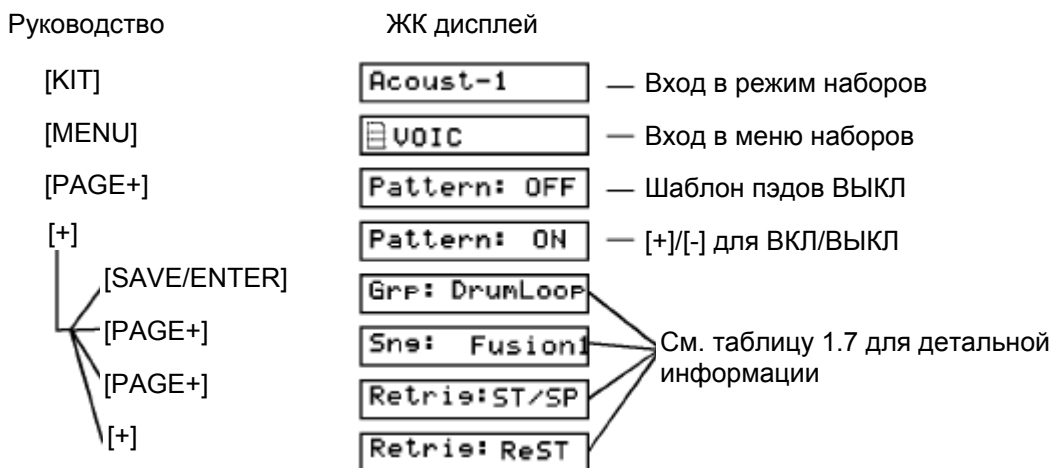 Руководство ЖК дисплей
[KIT] Acoust-1 — Вход в режим наборов
[MENU] VOIC — Вход в меню наборов
[PAGE+] Pattern: OFF — Шаблон пэдов ВЫКЛ
[+] Pattern: ON — [+]/[-] для ВКЛ/ВЫКЛ
[SAVE/ENTER] Grp: DrumLoop
[PAGE+] Sng: Fusion1 См. таблицу 1.7 для детальной
информации
[PAGE+] Retrig:ST/SP
[+] Retrig: ReST